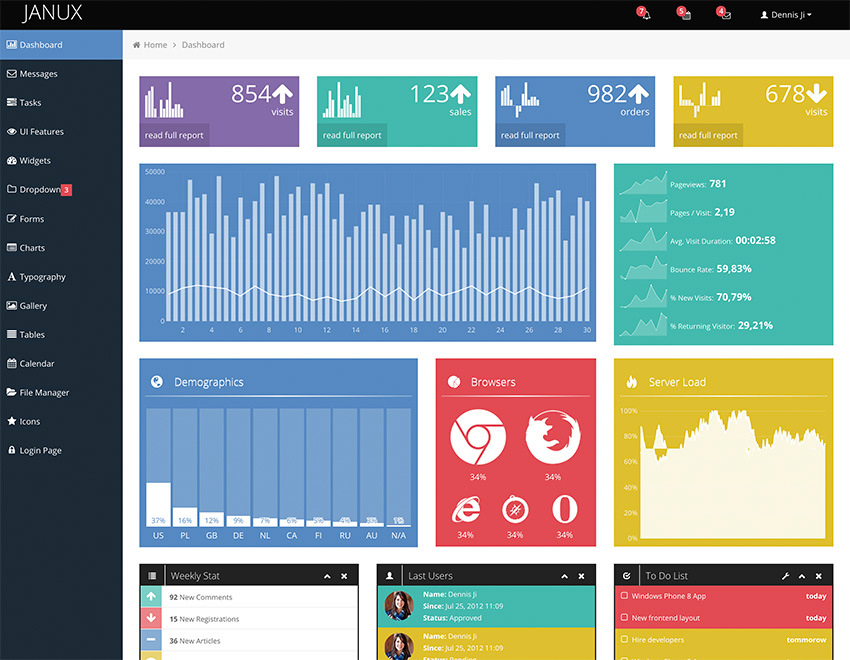 JANUX
7
5
4
Dennis Ji
Dashboard
Messages
Tasks
UI Features
Widgets
Dropdown 3
Forms
Charts
Typography
Gallery
Tables
Calendar
File Manager
Icons
Login Page
Home > Dashboard
854
visits
read full report
123
sales
read full report
982
orders
read full report
678
visits
read full report
50000
40000
30000
20000
10000
0
2 4 6 8 10 12 14 16 18 20 22 24 26 28 30
Pageviews: 781
Pages / Visit: 2,19
Avg. Visit Duration: 00:02:58
Bounce Rate: 59,83%
% New Visits: 70,79%
% Returning Visitor: 29,21%
Demographics
37% 16% 12% 9% 7% 6% 5% 4% 3% 1%
US PL GB DE NL CA FI RU AU N/A
Browsers
34% 34%
34% 34% 34%
Server Load
100%
80%
60%
40%
20%
0%
Weekly Stat
92 New Comments
15 New Registrations
36 New Articles
Last Users
Name: Dennis Ji
Since: Jul 25, 2012 11:09
Status: Approved
Name: Dennis Ji
Since: Jul 25, 2012 11:09
To Do List
Windows Phone 8 App today
New frontend layout today
Hire developers tommorow